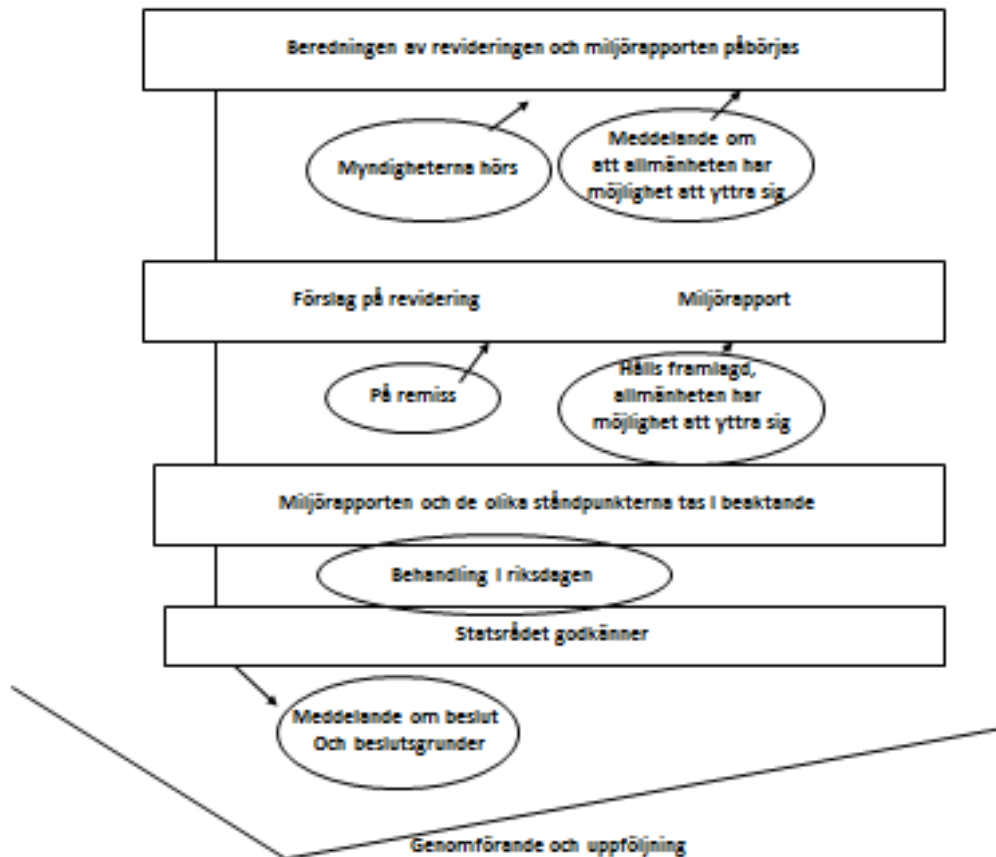 Beredningen av revideringen och miljörapporten påbörjas
Myndigheterna hörs
Meddelande om
att allmänheten har
möjlighet att yttra sig
Förslag på revidering
Miljörapport
På remiss
Hålls framlagd,
allmänheten har
möjlighet att yttra sig
Miljörapporten och de olika ståndpunkterna tas i beaktande
Behandling i riksdagen
Statsrådet godkänner
Meddelande om beslut
Och beslutsgrunder
Genomförande och uppföljning